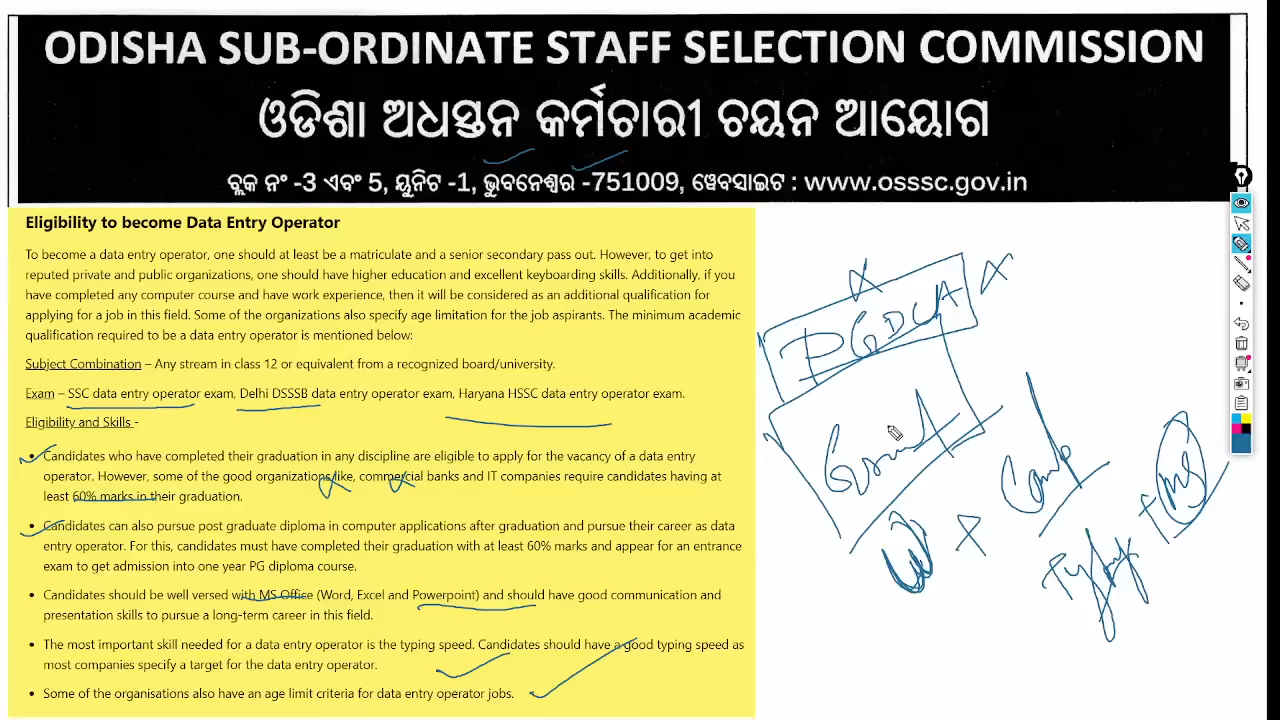 ODISHA SUB-ORDINATE STAFF SELECTION COMMISSION
ଓଡିଶା ଅଧସ୍ତନ କର୍ମଚାରୀ ଚୟନ ଆୟୋଗ
ବ୍ଲକ ନଂ -3 ଏବଂ 5, ୟୁନିଟ -1, ଭୁବନେଶ୍ୱର -751009, ୱେବସାଇଟ : www.osssc.gov.in
Eligibility to become Data Entry Operator
To become a data entry operator, one should at least be a matriculate and a senior secondary pass out. However, to get into
reputed private and public organizations, one should have higher education and excellent keyboarding skills. Additionally, if you
have completed any computer course and have work experience, then it will be considered as an additional qualification for
applying for a job in this field. Some of the organizations also specify age limitation for the job aspirants. The minimum academic
qualification required to be a data entry operator is mentioned below:
Subject Combination – Any stream in class 12 or equivalent from a recognized board/university.
Exam – SSC data entry operator exam, Delhi DSSSB data entry operator exam, Haryana HSSC data entry operator exam.
Eligibility and Skills -
• Candidates who have completed their graduation in any discipline are eligible to apply for the vacancy of a data entry
operator. However, some of the good organizations like, commercial banks and IT companies require candidates having at
least 60% marks in their graduation.
• Candidates can also pursue post graduate diploma in computer applications after graduation and pursue their career as data
entry operator. For this, candidates must have completed their graduation with at least 60% marks and appear for an entrance
exam to get admission into one year PG diploma course.
• Candidates should be well versed with MS Office (Word, Excel and Powerpoint) and should have good communication and
presentation skills to pursue a long-term career in this field.
• The most important skill needed for a data entry operator is the typing speed. Candidates should have a good typing speed as
most companies specify a target for the data entry operator.
• Some of the organisations also have an age limit criteria for data entry operator jobs.
PGDCA
Typing + MS